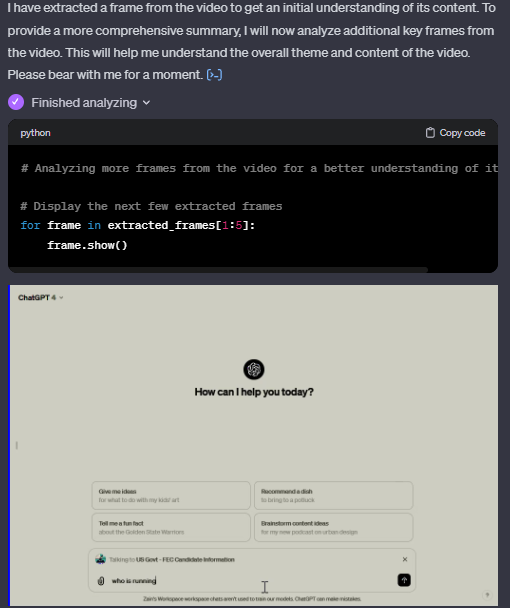 I have extracted a frame from the video to get an initial understanding of its content. To
provide a more comprehensive summary, I will now analyze additional key frames from
the video. This will help me understand the overall theme and content of the video.
Please bear with me for a moment. [>_]
Finished analyzing
python
Copy code
# Analyzing more frames from the video for a better understanding of it
# Display the next few extracted frames
for frame in extracted_frames[1:5]:
frame.show()
ChatGPT 4
How can I help you today?
Give me ideas
for what to do with my kids' art
Recommend a dish
to bring to a potluck
Tell me a fun fact
about the Golden State Warriors
Brainstorm content ideas
for my new podcast on urban design
Talking to US Govt - FEC Candidate Information
who is running
Zain's Workspace workspace chats aren't used to train our models. ChatGPT can make mistakes.
?